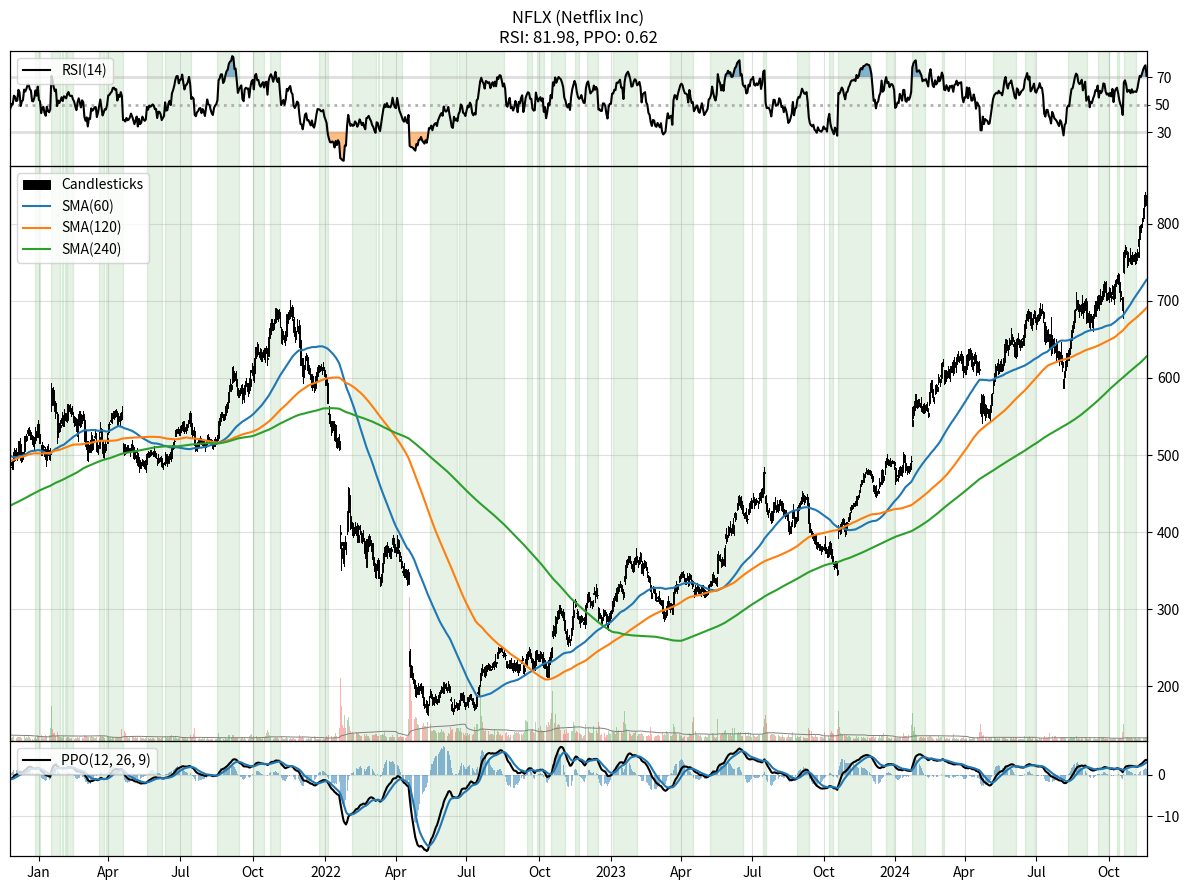 NFLX (Netflix Inc)
RSI: 81.98, PPO: 0.62
RSI(14)
70
50
30
Candlesticks
SMA(60)
SMA(120)
SMA(240)
800
700
600
500
400
300
200
PPO(12, 26, 9)
0
−10
Jan Apr Jul Oct 2022 Apr Jul Oct 2023 Apr Jul Oct 2024 Apr Jul Oct